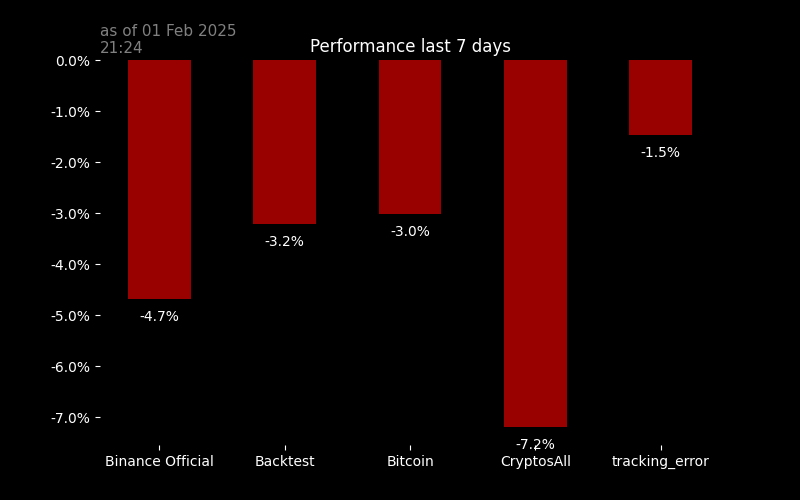 as of 01 Feb 2025
21:24
Performance last 7 days
0.0%
-1.0%
-2.0%
-3.0%
-4.0%
-5.0%
-6.0%
-7.0%
-4.7%
-3.2%
-3.0%
-7.2%
-1.5%
Binance Official
Backtest
Bitcoin
CryptosAll
tracking_error